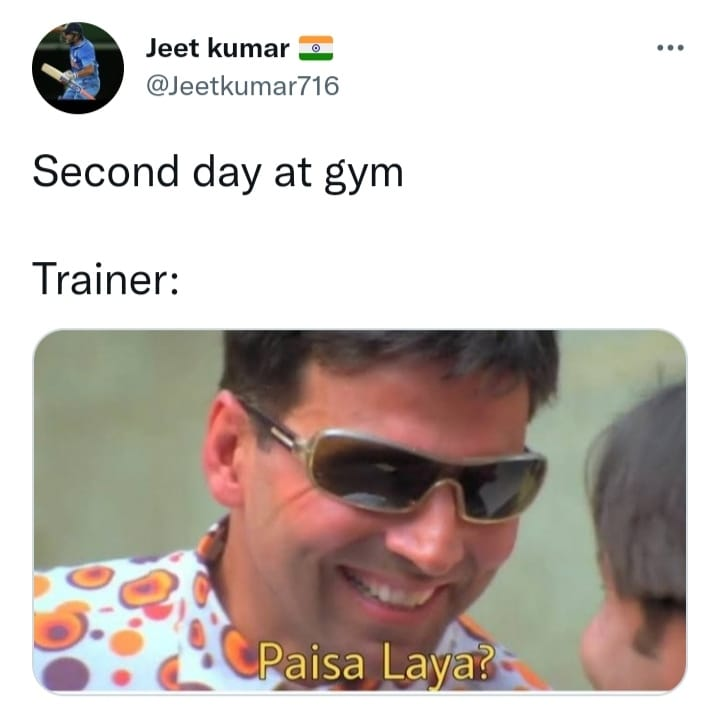 Jeet kumar 🇮🇳
@Jeetkumar716
Second day at gym
Trainer:
Paisa Laya?